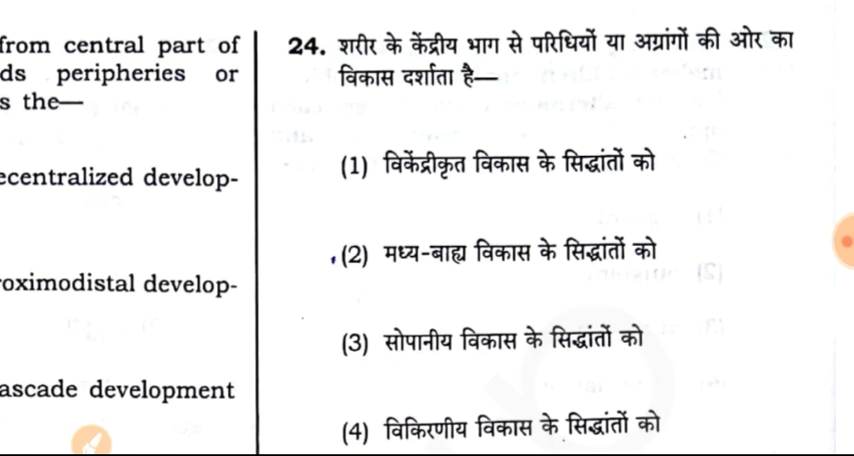 from central part of
ds peripheries or
s the—
ecentralized develop-
roximodistal develop-
ascade development
24. शरीर के केंद्रीय भाग से परिधियों या अग्रांगों की ओर का
विकास दर्शाता है—
(1) विकेंद्रीकृत विकास के सिद्धांतों को
(2) मध्य-बाह्य विकास के सिद्धांतों को
(3) सोपानीय विकास के सिद्धांतों को
(4) विकिरणीय विकास के सिद्धांतों को